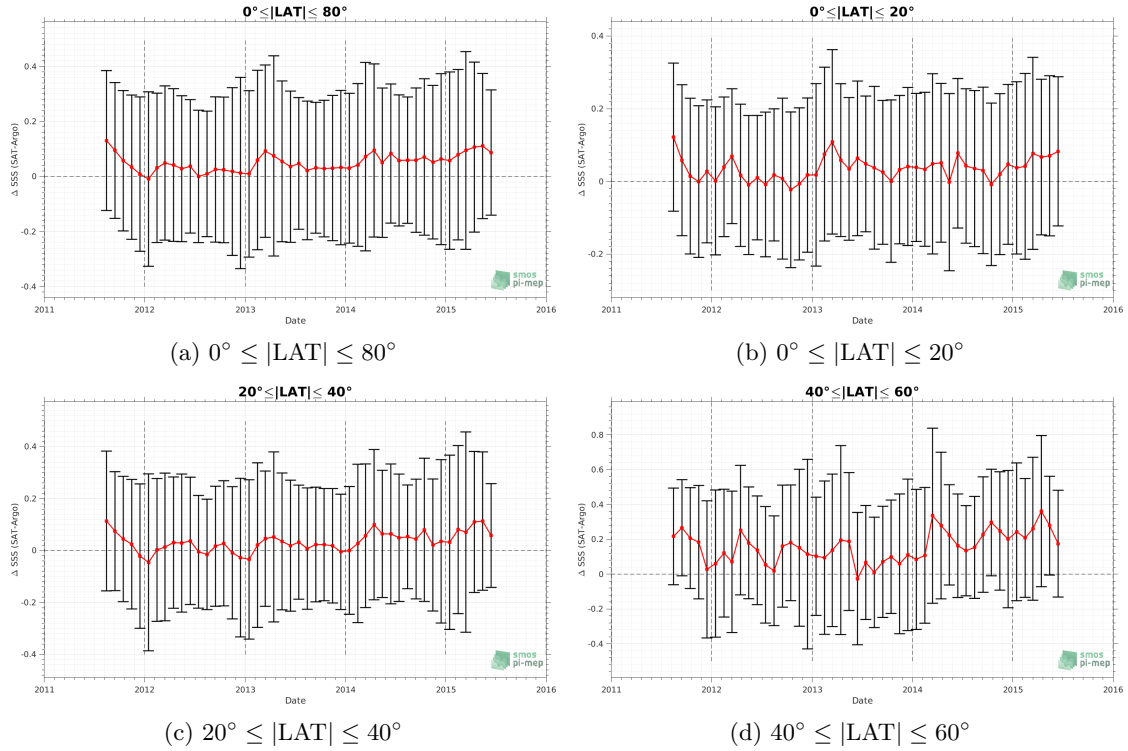 0°≤|LAT|≤ 80°
Δ SSS (SAT-Argo)
0.4
0.2
0
-0.2
-0.4
2011 2012 2013 2014 2015 2016
Date
smos
pi-mep
(a) 0° ≤ |LAT| ≤ 80°
0°≤|LAT|≤ 20°
Δ SSS (SAT-Argo)
0.4
0.2
0
-0.2
2011 2012 2013 2014 2015 2016
Date
smos
pi-mep
(b) 0° ≤ |LAT| ≤ 20°
20°≤|LAT|≤ 40°
Δ SSS (SAT-Argo)
0.4
0.2
0
-0.2
-0.4
2011 2012 2013 2014 2015 2016
Date
smos
pi-mep
(c) 20° ≤ |LAT| ≤ 40°
40°≤|LAT|≤ 60°
Δ SSS (SAT-Argo)
0.8
0.6
0.4
0.2
0
-0.2
-0.4
2011 2012 2013 2014 2015 2016
Date
smos
pi-mep
(d) 40° ≤ |LAT| ≤ 60°